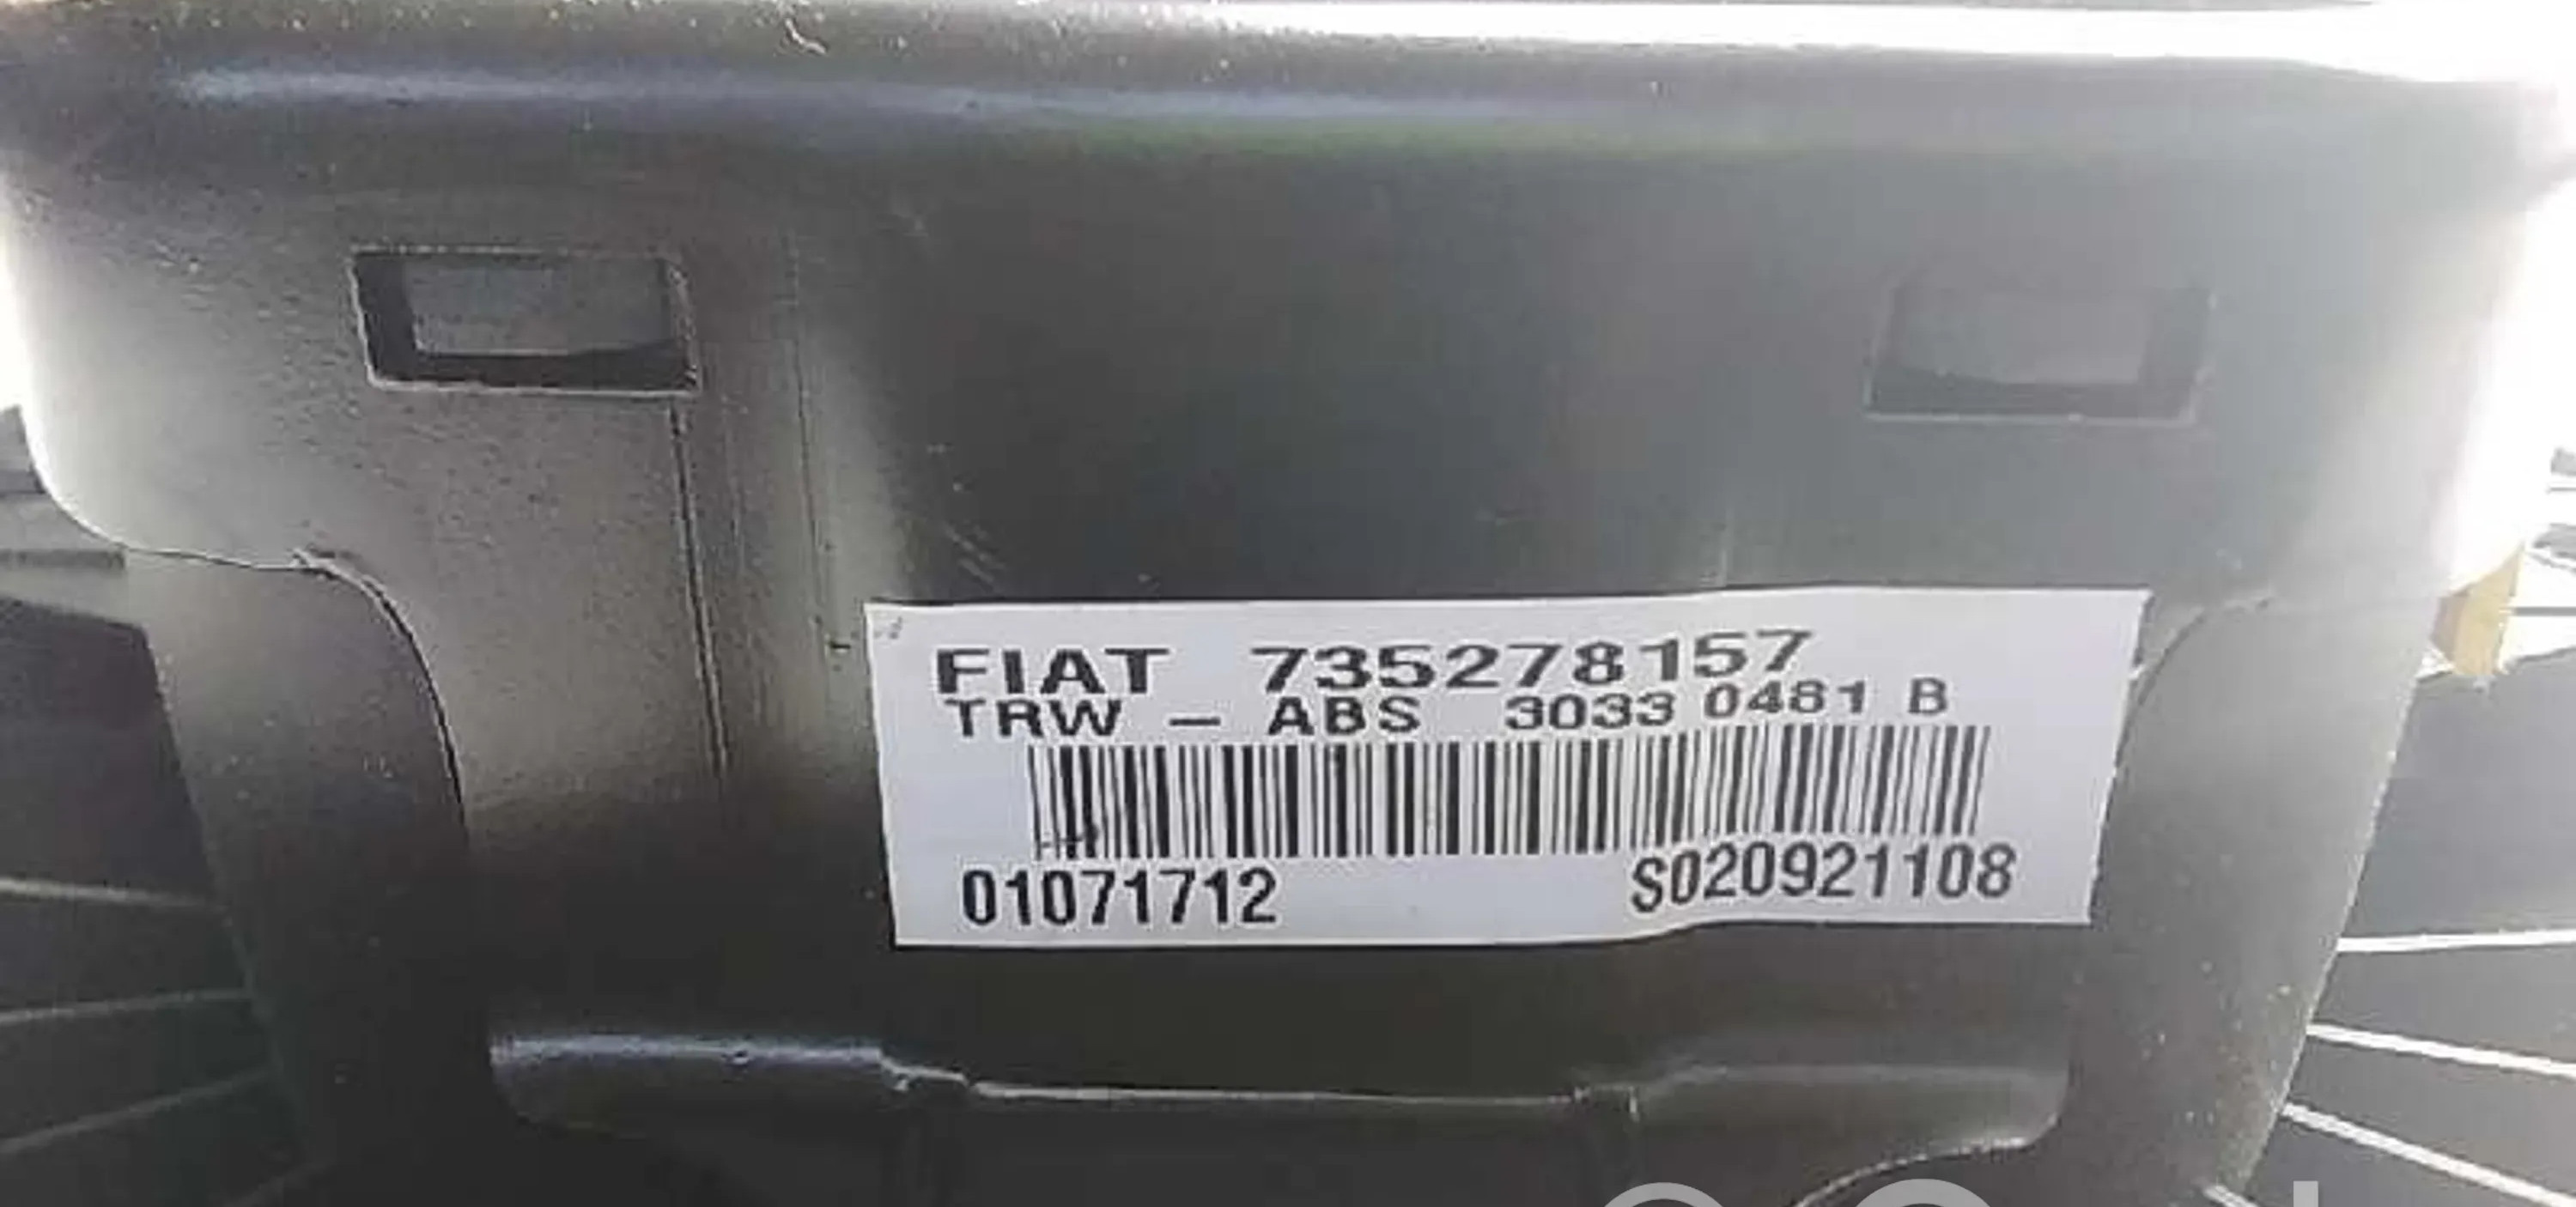 FIAT 735278157
TRW – ABS 3033 0481 B
01071712 S020921108